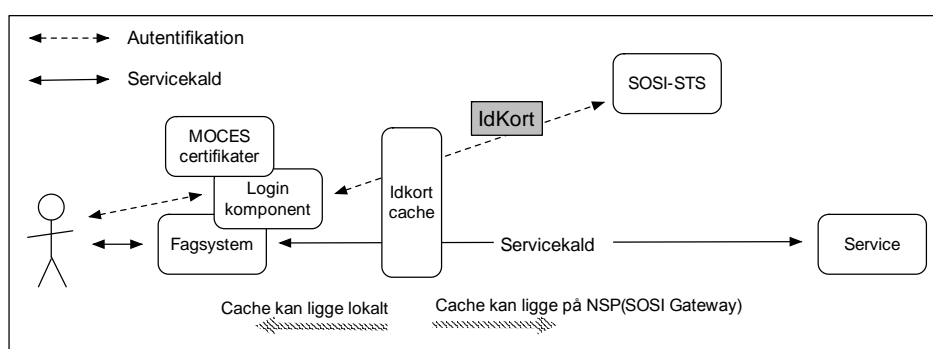 Autentifikation
Servicekald
SOSI-STS
IdKort
MOCES
certifikater
Login
komponent
Idkort
cache
Fagsystem
Servicekald
Service
Cache kan ligge lokalt
Cache kan ligge på NSP(SOSI Gateway)